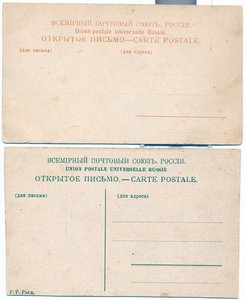 ВСЕМІРНЫЙ ПОЧТОВЫЙ СОЮЗЪ. РОССІЯ.
Union postale universelle Russie.
ОТКРЫТОЕ ПИСЬМО—CARTE POSTALE.
(для письма) (для адреса)
ВСЕМІРНЫЙ ПОЧТОВЫЙ СОЮЗЪ. РОССІЯ.
UNION POSTALE UNIVERSELLE RUSSIE
ОТКРЫТОЕ ПИСЬМО.—CARTE POSTALE.
(для письма) (для адреса)